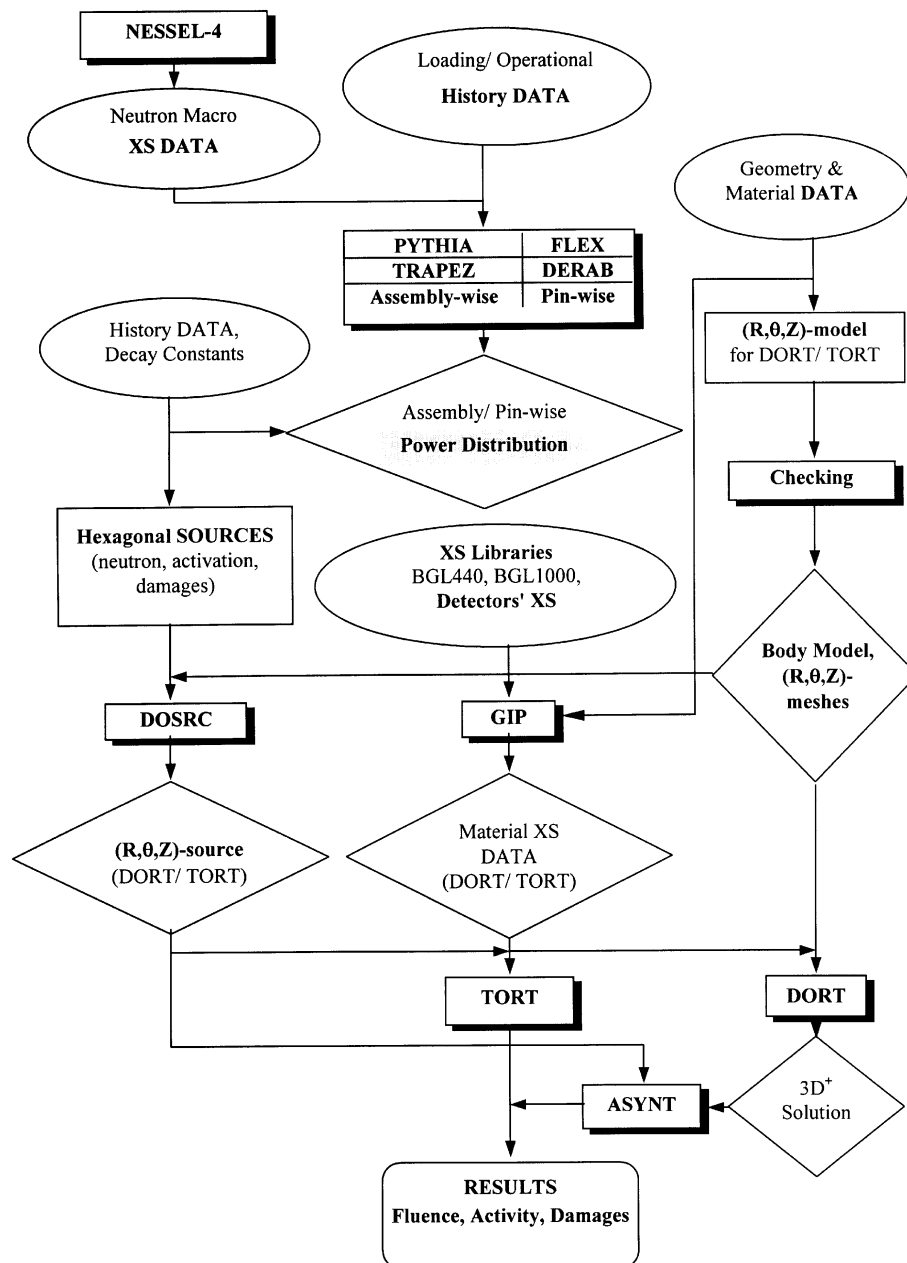 NESSEL-4
Loading/ Operational
History DATA
Neutron Macro
XS DATA
Geometry &
Material DATA
PYTHIA FLEX
TRAPEZ DERAB
Assembly-wise Pin-wise
History DATA,
Decay Constants
(R,θ,Z)-model
for DORT/ TORT
Assembly/ Pin-wise
Power Distribution
Checking
Hexagonal SOURCES
(neutron, activation,
damages)
XS Libraries
BGL440, BGL1000,
Detectors' XS
Body Model,
(R,θ,Z)-
meshes
DOSRC
GIP
(R,θ,Z)-source
(DORT/ TORT)
Material XS
DATA
(DORT/ TORT)
TORT
DORT
3D⁺
Solution
ASYNT
RESULTS
Fluence, Activity, Damages